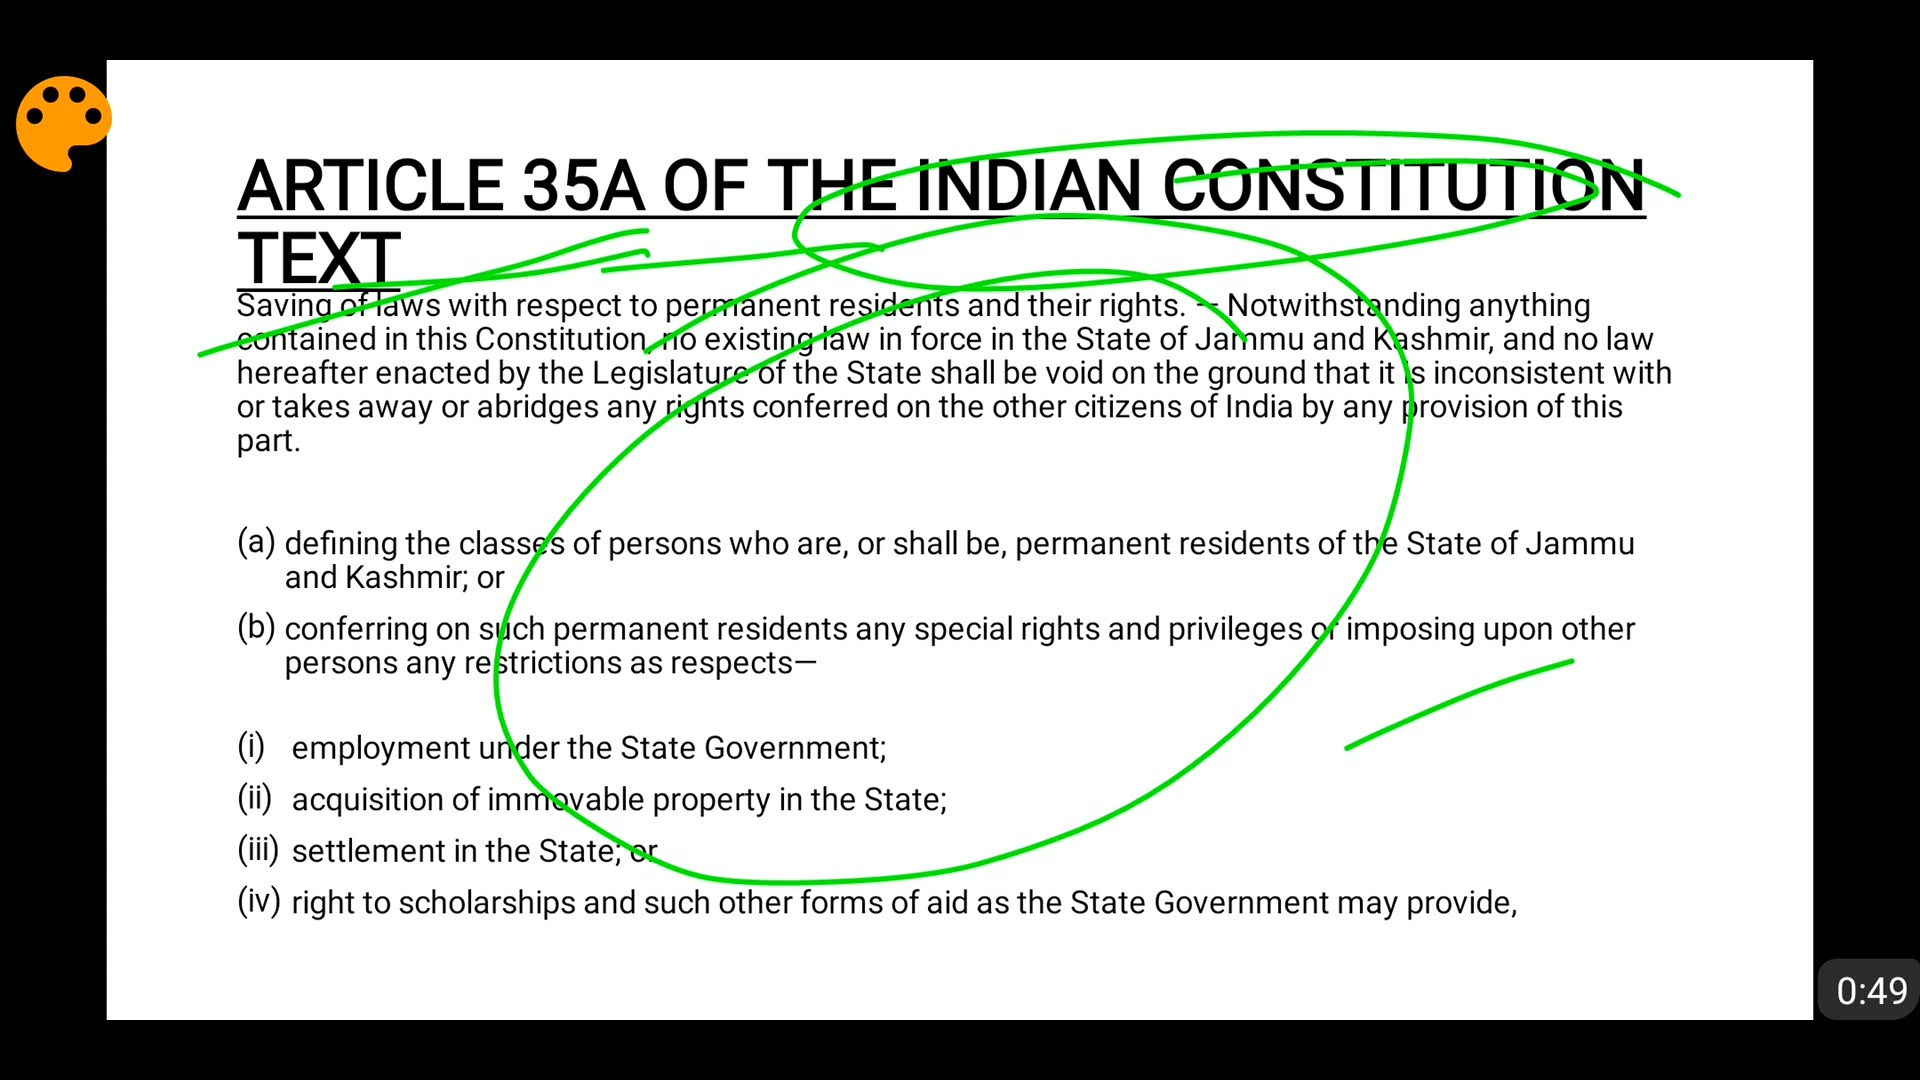 ARTICLE 35A OF THE INDIAN CONSTITUTION
TEXT
Saving of laws with respect to permanent residents and their rights. — Notwithstanding anything
contained in this Constitution, no existing law in force in the State of Jammu and Kashmir, and no law
hereafter enacted by the Legislature of the State shall be void on the ground that it is inconsistent with
or takes away or abridges any rights conferred on the other citizens of India by any provision of this
part.
(a) defining the classes of persons who are, or shall be, permanent residents of the State of Jammu
and Kashmir; or
(b) conferring on such permanent residents any special rights and privileges or imposing upon other
persons any restrictions as respects—
(i) employment under the State Government;
(ii) acquisition of immovable property in the State;
(iii) settlement in the State; or
(iv) right to scholarships and such other forms of aid as the State Government may provide,
0:49